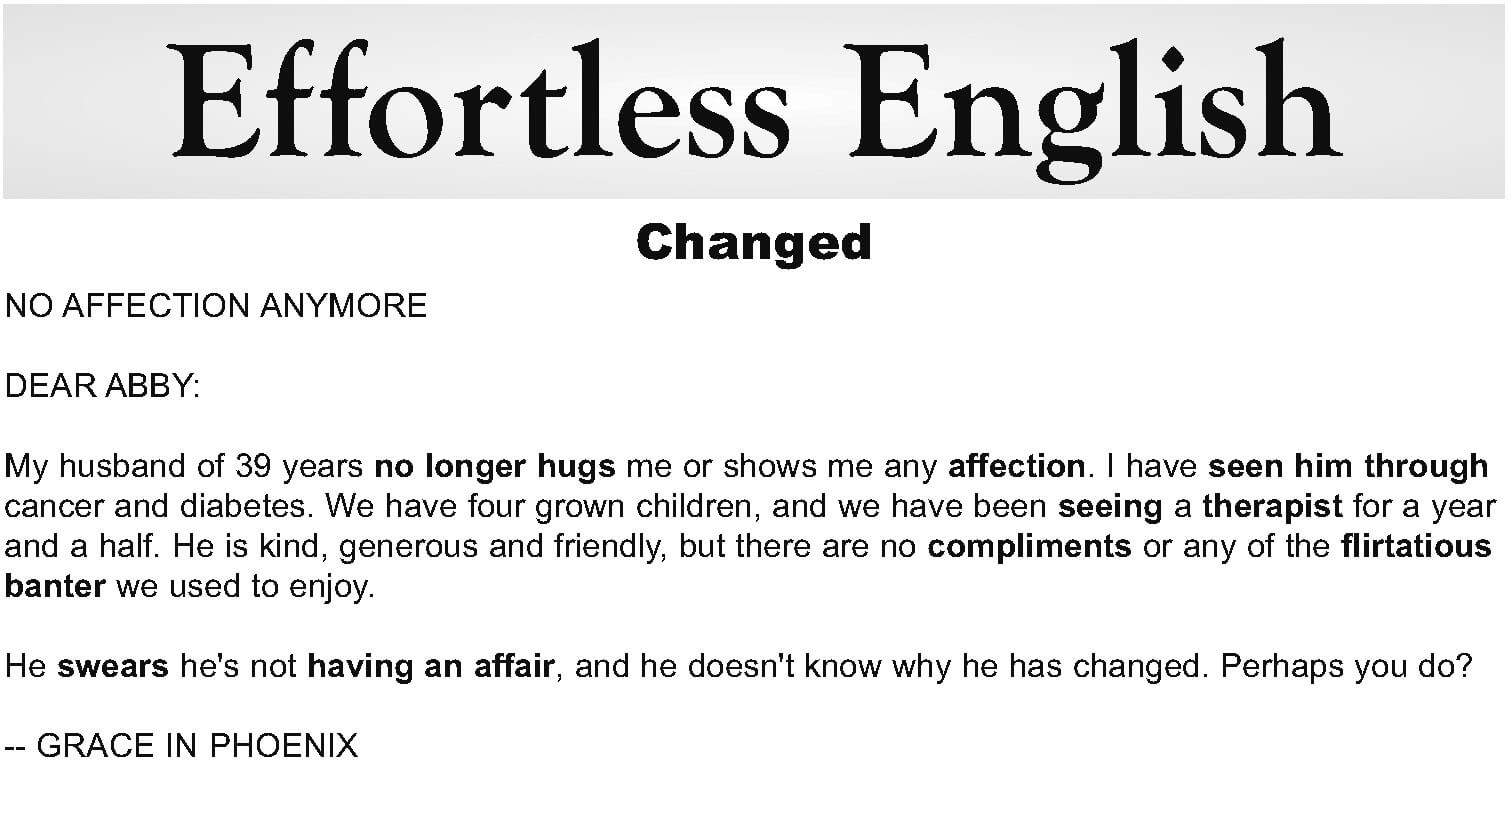 Effortless English
Changed
NO AFFECTION ANYMORE
DEAR ABBY:
My husband of 39 years no longer hugs me or shows me any affection. I have seen him through
cancer and diabetes. We have four grown children, and we have been seeing a therapist for a year
and a half. He is kind, generous and friendly, but there are no compliments or any of the flirtatious
banter we used to enjoy.
He swears he's not having an affair, and he doesn't know why he has changed. Perhaps you do?
-- GRACE IN PHOENIX